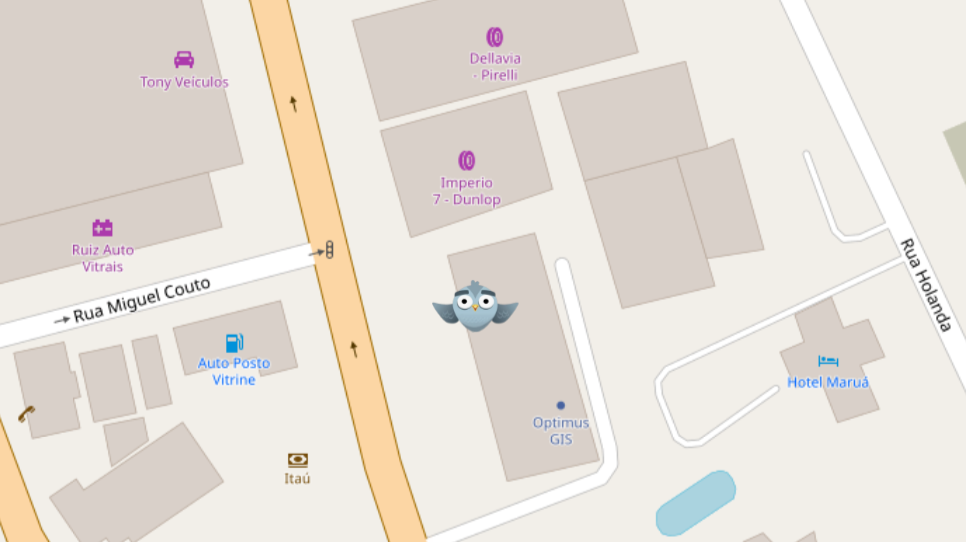 Dellavia
- Pirelli
Tony Veículos
Imperio
7 - Dunlop
Ruiz Auto
Vitrais
Rua Miguel Couto
Rua Holanda
Auto Posto
Vitrine
Hotel Maruá
Optimus
GIS
Itaú